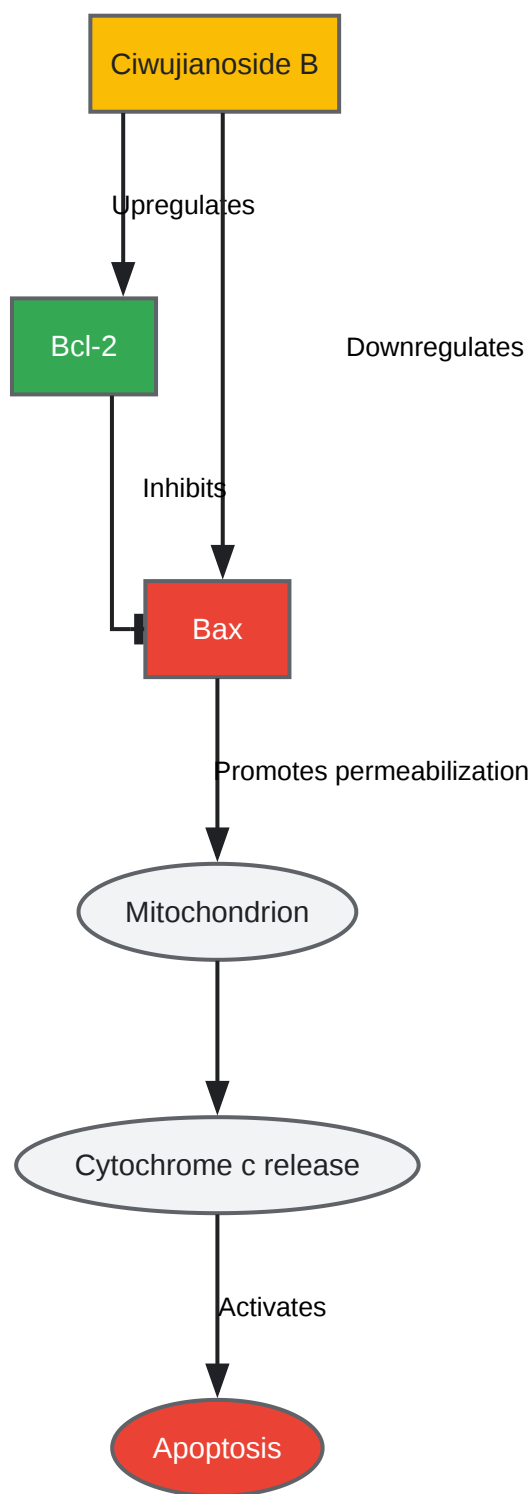 Ciwujianoside B
Upregulates
Bcl-2
Downregulates
Inhibits
Bax
Promotes permeabilization
Mitochondrion
Cytochrome c release
Activates
Apoptosis